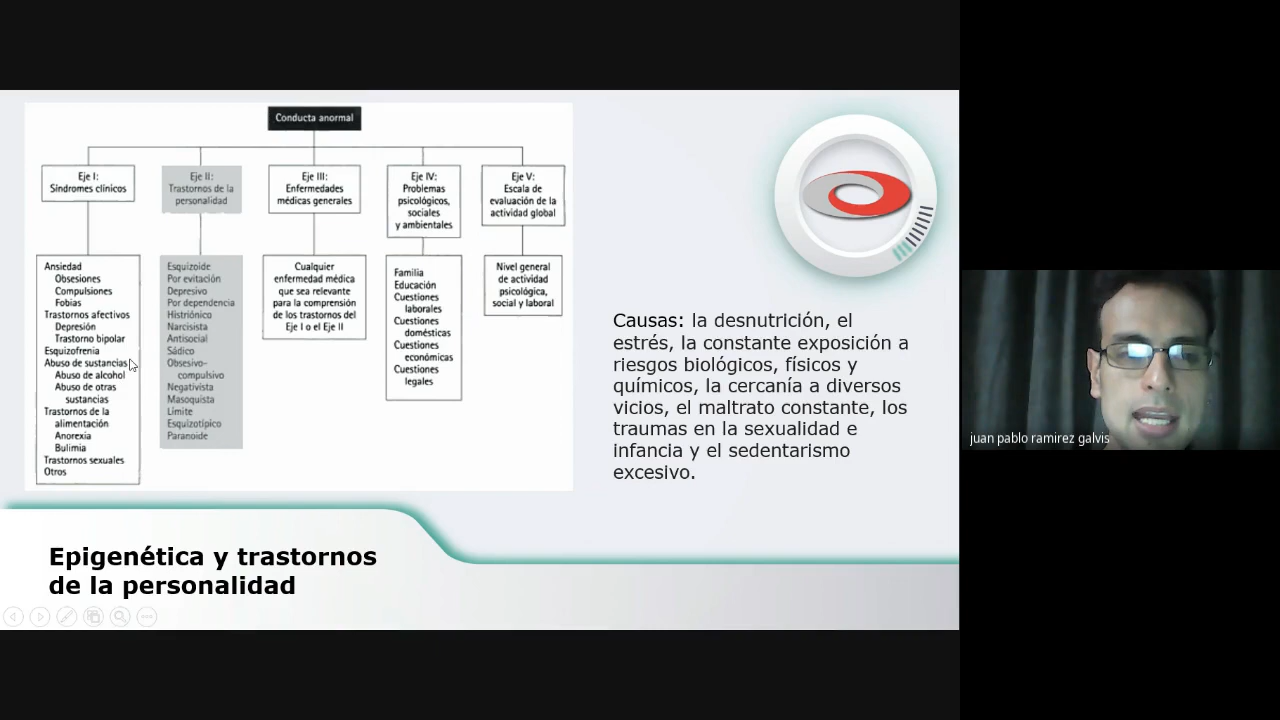 Conducta anormal
Eje I:
Síndromes clínicos
Eje II:
Trastornos de la
personalidad
Eje III:
Enfermedades
médicas generales
Eje IV:
Problemas
psicológicos,
sociales
y ambientales
Eje V:
Escala de
evaluación de la
actividad global
Ansiedad
Obsesiones
Compulsiones
Fobias
Trastornos afectivos
Depresión
Trastorno bipolar
Esquizofrenia
Abuso de sustancias
Abuso de alcohol
Abuso de otras
sustancias
Trastornos de la
alimentación
Anorexia
Bulimia
Trastornos sexuales
Otros
Esquizoide
Por evitación
Depresivo
Por dependencia
Histriónico
Narcisista
Antisocial
Sádico
Obsesivo-
compulsivo
Negativista
Masoquista
Límite
Esquizotípico
Paranoide
Cualquier
enfermedad médica
que sea relevante
para la comprensión
de los trastornos del
Eje I o el Eje II
Familia
Educación
Cuestiones
laborales
Cuestiones
domésticas
Cuestiones
económicas
Cuestiones
legales
Nivel general
de actividad
psicológica,
social y laboral
Causas: la desnutrición, el
estrés, la constante exposición a
riesgos biológicos, físicos y
químicos, la cercanía a diversos
vicios, el maltrato constante, los
traumas en la sexualidad e
infancia y el sedentarismo
excesivo.
Epigenética y trastornos
de la personalidad
juan pablo ramirez galvis